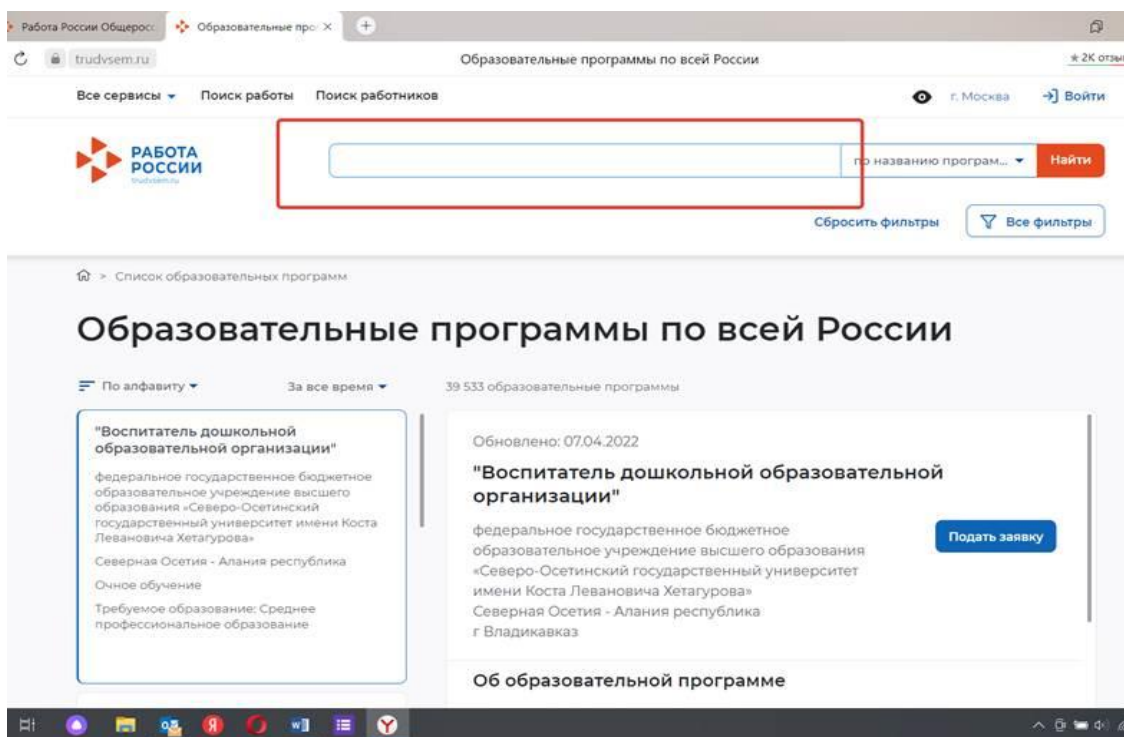 Работа России Общеросс
Образовательные про
trudvsem.ru
Образовательные программы по всей России
2K отзыв
Все сервисы
Поиск работы
Поиск работников
г. Москва
Войти
РАБОТА
РОССИИ
trudvsem.ru
по названию програм...
Найти
Сбросить фильтры
Все фильтры
> Список образовательных программ
Образовательные программы по всей России
По алфавиту
За все время
39 533 образовательные программы
"Воспитатель дошкольной
образовательной организации"
федеральное государственное бюджетное
образовательное учреждение высшего
образования «Северо-Осетинский
государственный университет имени Коста
Левановича Хетагурова»
Северная Осетия - Алания республика
Очное обучение
Требуемое образование: Среднее
профессиональное образование
Обновлено: 07.04.2022
"Воспитатель дошкольной образовательной
организации"
федеральное государственное бюджетное
образовательное учреждение высшего образования
«Северо-Осетинский государственный университет
имени Коста Левановича Хетагурова»
Северная Осетия - Алания республика
г Владикавказ
Подать заявку
Об образовательной программе